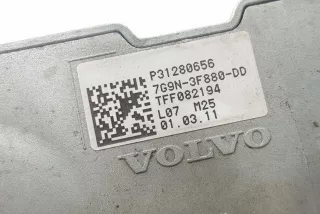 P31280656
7G9N-3F880-DD
TFF082194
L07 M25
01.03.11
VOLVO